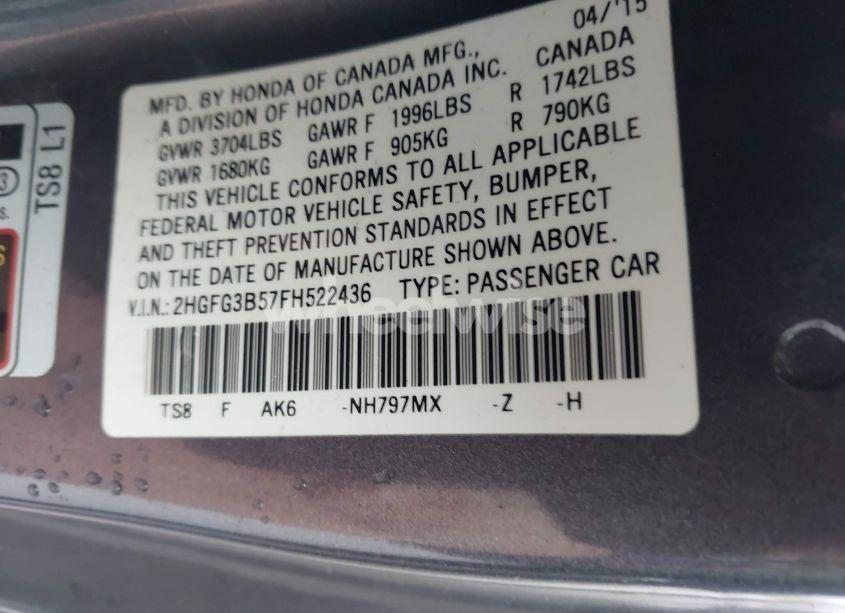 04/'15
MFD. BY HONDA OF CANADA MFG.,
A DIVISION OF HONDA CANADA INC. CANADA
GVWR 3704LBS GAWR F 1996LBS R 1742LBS
GVWR 1680KG GAWR F 905KG R 790KG
THIS VEHICLE CONFORMS TO ALL APPLICABLE
FEDERAL MOTOR VEHICLE SAFETY, BUMPER,
AND THEFT PREVENTION STANDARDS IN EFFECT
ON THE DATE OF MANUFACTURE SHOWN ABOVE.
V.I.N.: 2HGFG3B57FH522436 TYPE: PASSENGER CAR
wheelwise
TS8 F AK6 -NH797MX -Z -H
TS8 L1
3